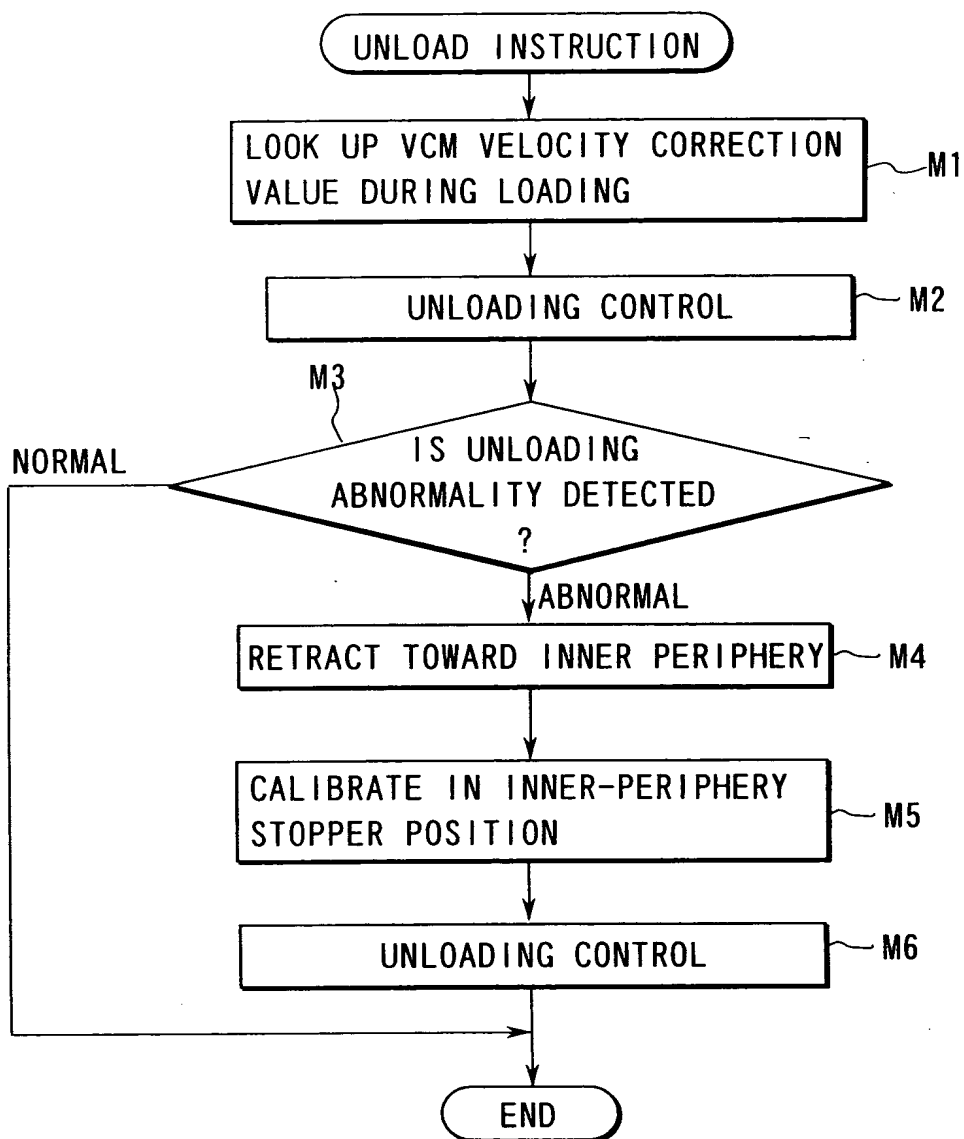 UNLOAD INSTRUCTION
LOOK UP VCM VELOCITY CORRECTION
VALUE DURING LOADING
M1
UNLOADING CONTROL
M2
M3
IS UNLOADING
ABNORMALITY DETECTED
?
NORMAL
ABNORMAL
RETRACT TOWARD INNER PERIPHERY
M4
CALIBRATE IN INNER-PERIPHERY
STOPPER POSITION
M5
UNLOADING CONTROL
M6
END